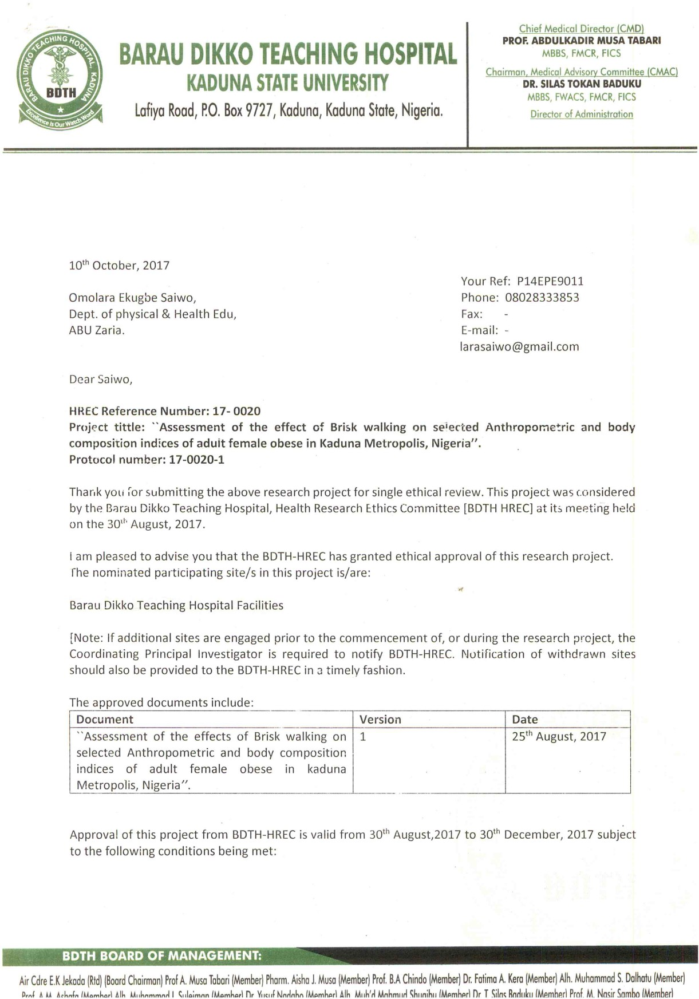 BARAU DIKKO TEACHING HOSPITAL, KADUNA
BDTH
Excellence Is Our Watch Word
BARAU DIKKO TEACHING HOSPITAL
KADUNA STATE UNIVERSITY
Lafiya Road, P.O. Box 9727, Kaduna, Kaduna State, Nigeria.
Chief Medical Director (CMD)
PROF. ABDULKADIR MUSA TABARI
MBBS, FMCR, FICS
Chairman, Medical Advisory Committee (CMAC)
DR. SILAS TOKAN BADUKU
MBBS, FWACS, FMCR, FICS
Director of Administration
10th October, 2017
Omolara Ekugbe Saiwo,
Dept. of physical & Health Edu,
ABU Zaria.
Your Ref: P14EPE9011
Phone: 08028333853
Fax: -
E-mail: -
larasaiwo@gmail.com
Dear Saiwo,
HREC Reference Number: 17- 0020
Project tittle: ``Assessment of the effect of Brisk walking on selected Anthropometric and body
composition indices of adult female obese in Kaduna Metropolis, Nigeria’’.
Protocol number: 17-0020-1
Thank you for submitting the above research project for single ethical review. This project was considered
by the Barau Dikko Teaching Hospital, Health Research Ethics Committee [BDTH HREC] at its meeting held
on the 30th August, 2017.
I am pleased to advise you that the BDTH-HREC has granted ethical approval of this research project.
The nominated participating site/s in this project is/are:
Barau Dikko Teaching Hospital Facilities
[Note: If additional sites are engaged prior to the commencement of, or during the research project, the
Coordinating Principal Investigator is required to notify BDTH-HREC. Notification of withdrawn sites
should also be provided to the BDTH-HREC in a timely fashion.
The approved documents include:
Document Version Date
``Assessment of the effects of Brisk walking on 1 25th August, 2017
selected Anthropometric and body composition
indices of adult female obese in kaduna
Metropolis, Nigeria’’.
Approval of this project from BDTH-HREC is valid from 30th August,2017 to 30th December, 2017 subject
to the following conditions being met:
BDTH BOARD OF MANAGEMENT:
Air Cdre E.K Jekada (Rtd) (Board Chairman) Prof A. Musa Tabari (Member) Pharm. Aisha J. Musa (Member) Prof. B.A Chindo (Member) Dr. Fatima A. Kera (Member) Alh. Muhammad S. Dalhatu (Member)
Prof. A.M. (Member) Alh. Muhammad I. Suleiman (Member) Dr. Yusuf (Member) Alh. Muh'd Mahmud Shuaibu (Member) Dr T. Silas Baduku (Member) Prof. M. Nasir Sambo (Member)